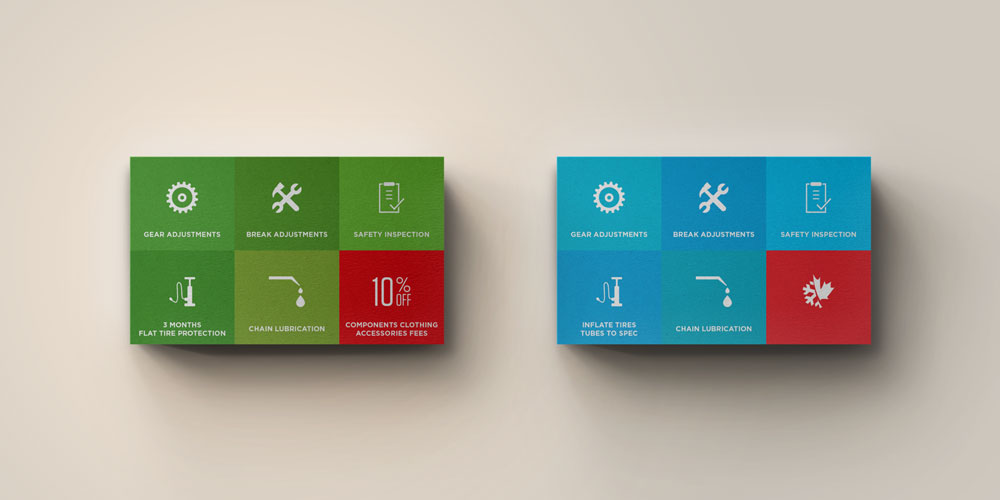 GEAR ADJUSTMENTS
BREAK ADJUSTMENTS
SAFETY INSPECTION
3 MONTHS
FLAT TIRE PROTECTION
CHAIN LUBRICATION
10%
OFF
COMPONENTS CLOTHING
ACCESSORIES FEES
GEAR ADJUSTMENTS
BREAK ADJUSTMENTS
SAFETY INSPECTION
INFLATE TIRES
TUBES TO SPEC
CHAIN LUBRICATION